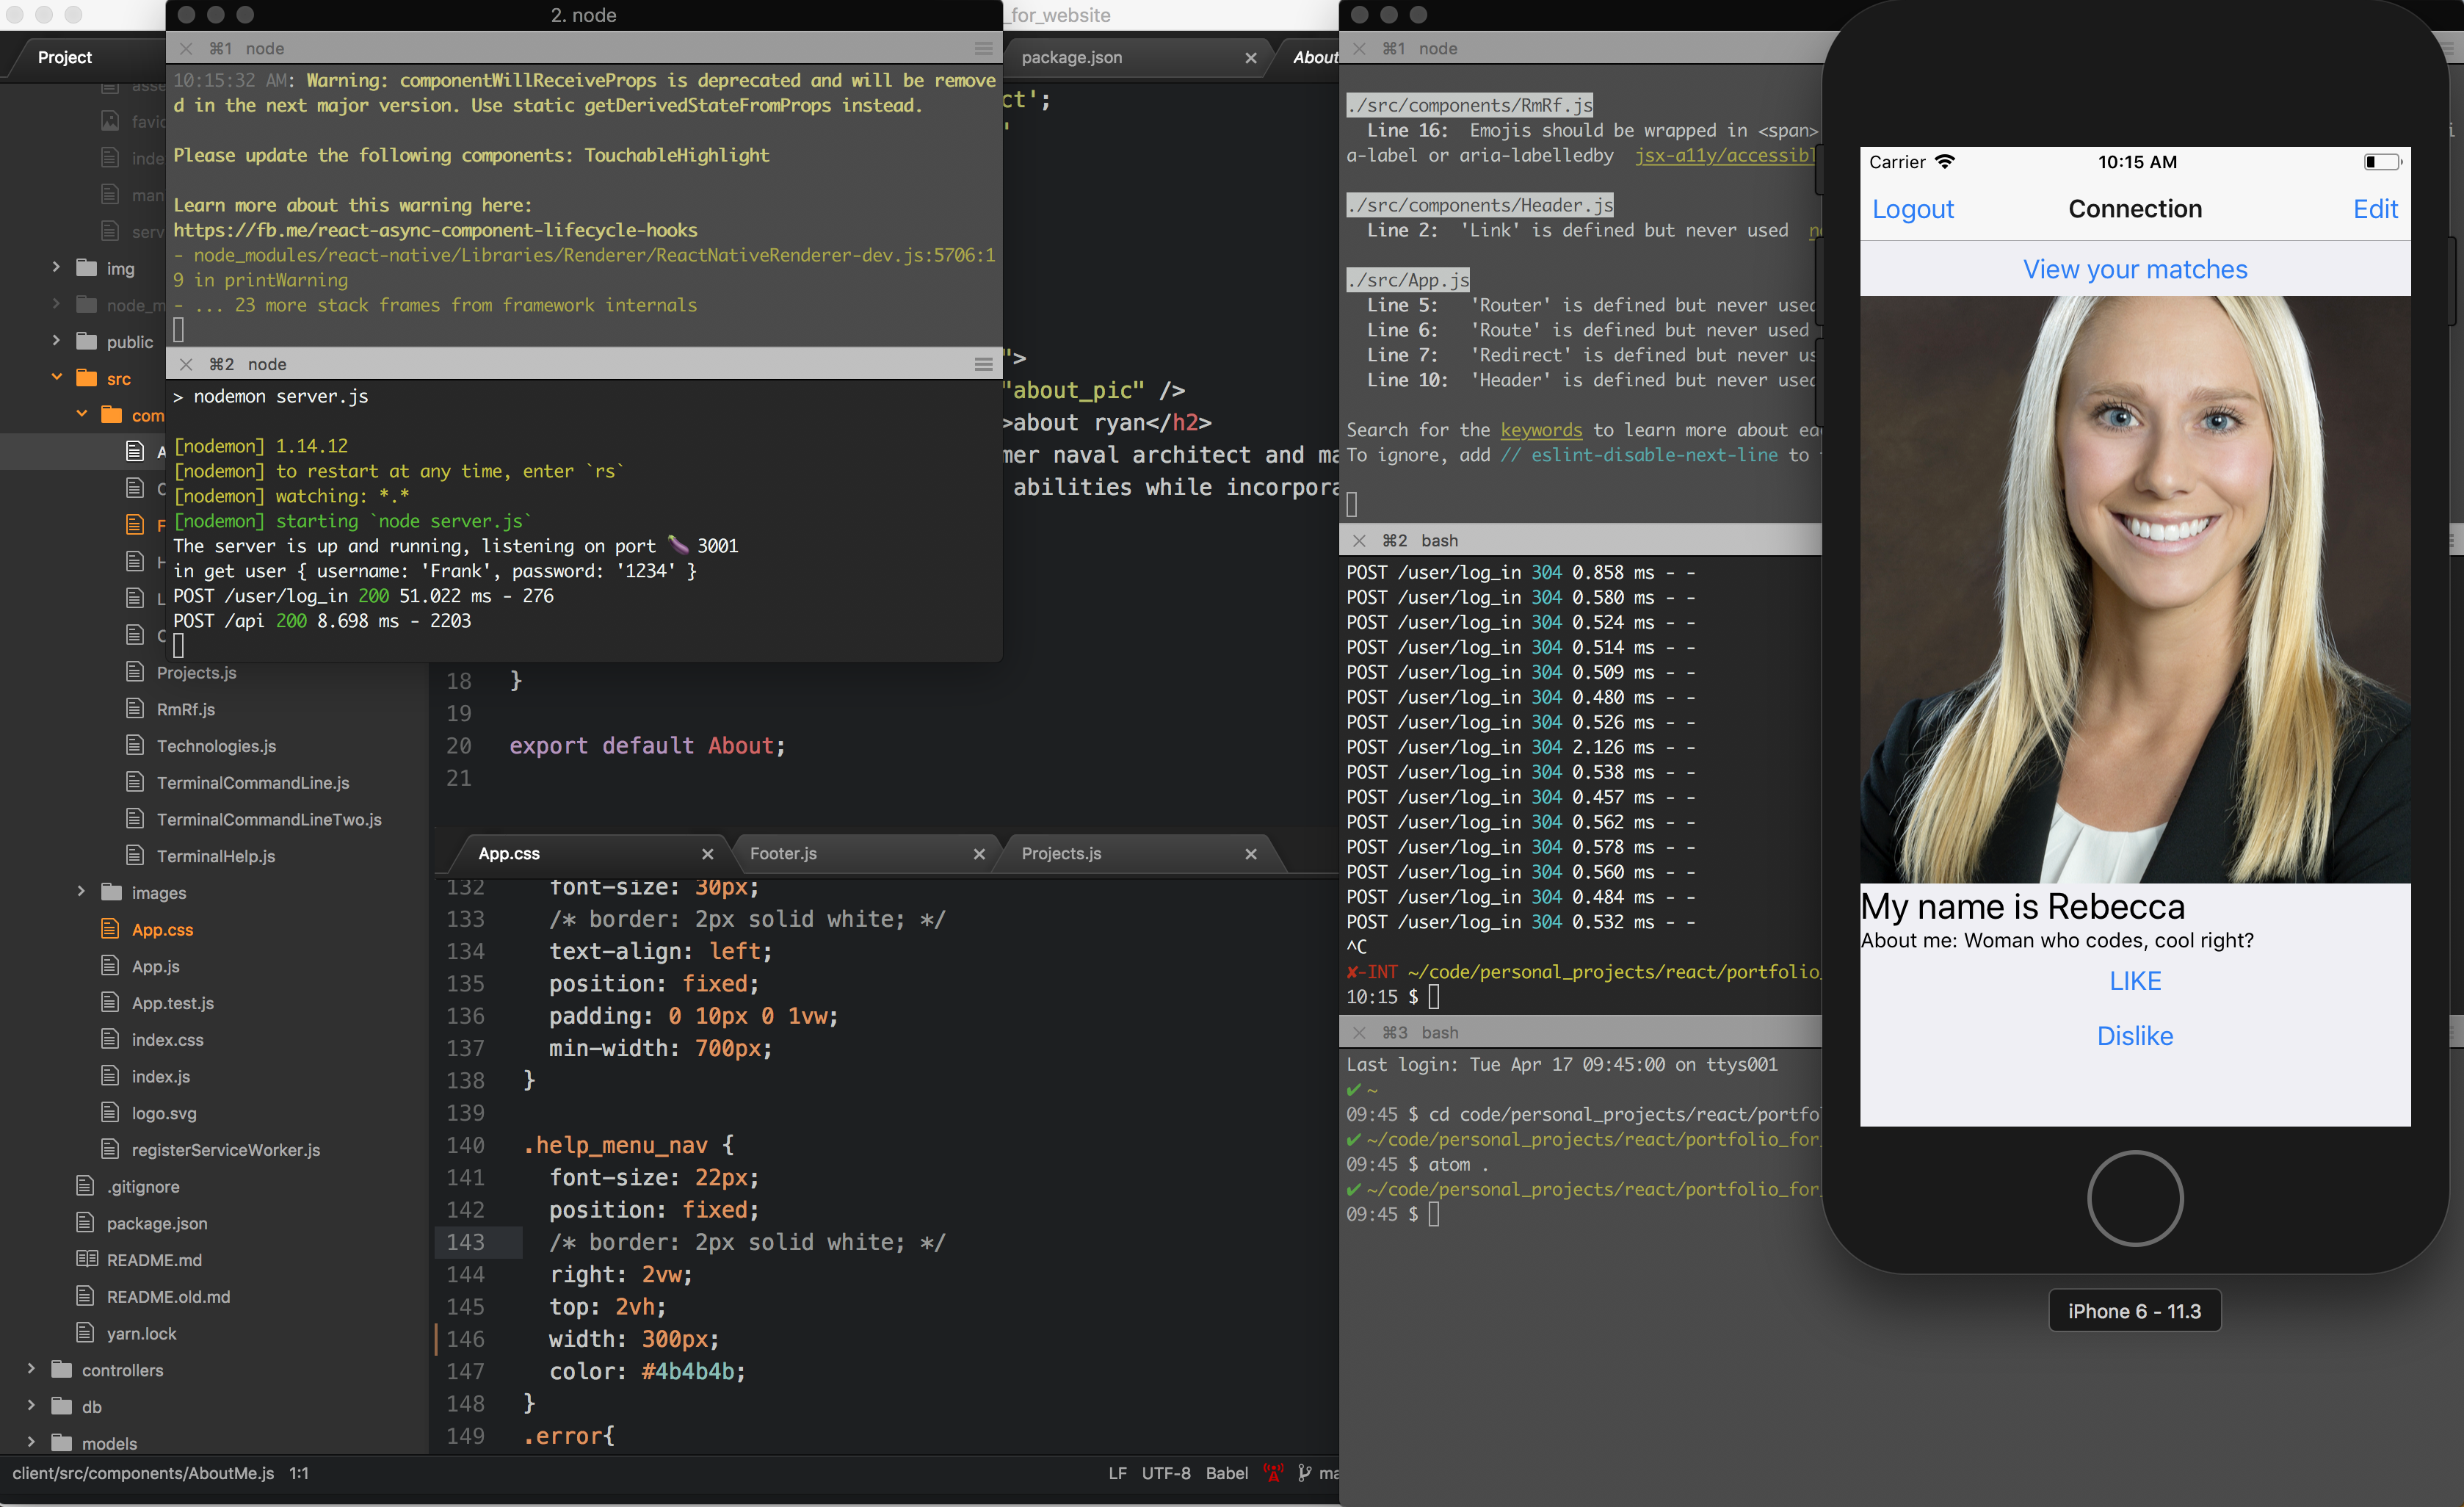 2. node
_for_website
Project
asse
favic
inde
man
serv
img
node_m
public
src
com
A
C
F
H
L
C
Projects.js
RmRf.js
Technologies.js
TerminalCommandLine.js
TerminalCommandLineTwo.js
TerminalHelp.js
images
App.css
App.js
App.test.js
index.css
index.js
logo.svg
registerServiceWorker.js
.gitignore
package.json
README.md
README.old.md
yarn.lock
controllers
db
models
client/src/components/AboutMe.js 1:1
⌘1 node
10:15:32 AM: Warning: componentWillReceiveProps is deprecated and will be remove
d in the next major version. Use static getDerivedStateFromProps instead.
Please update the following components: TouchableHighlight
Learn more about this warning here:
https://fb.me/react-async-component-lifecycle-hooks
- node_modules/react-native/Libraries/Renderer/ReactNativeRenderer-dev.js:5706:1
9 in printWarning
- ... 23 more stack frames from framework internals
⌘2 node
> nodemon server.js
[nodemon] 1.14.12
[nodemon] to restart at any time, enter `rs`
[nodemon] watching: *.*
[nodemon] starting `node server.js`
The server is up and running, listening on port 🍆 3001
in get user { username: 'Frank', password: '1234' }
POST /user/log_in 200 51.022 ms - 276
POST /api 200 8.698 ms - 2203
package.json
About
ct';
'
">
"about_pic" />
>about ryan</h2>
mer naval architect and ma
abilities while incorpora
18 }
19
20 export default About;
21
App.css
Footer.js
Projects.js
132 font-size: 30px;
133 /* border: 2px solid white; */
134 text-align: left;
135 position: fixed;
136 padding: 0 10px 0 1vw;
137 min-width: 700px;
138 }
139
140 .help_menu_nav {
141 font-size: 22px;
142 position: fixed;
143 /* border: 2px solid white; */
144 right: 2vw;
145 top: 2vh;
146 width: 300px;
147 color: #4b4b4b;
148 }
149 .error{
LF UTF-8 Babel ma
⌘1 node
./src/components/RmRf.js
Line 16: Emojis should be wrapped in <span>
a-label or aria-labelledby jsx-a11y/accessibl
./src/components/Header.js
Line 2: 'Link' is defined but never used n
./src/App.js
Line 5: 'Router' is defined but never used
Line 6: 'Route' is defined but never used
Line 7: 'Redirect' is defined but never us
Line 10: 'Header' is defined but never used
Search for the keywords to learn more about ea
To ignore, add // eslint-disable-next-line to
⌘2 bash
POST /user/log_in 304 0.858 ms - -
POST /user/log_in 304 0.580 ms - -
POST /user/log_in 304 0.524 ms - -
POST /user/log_in 304 0.514 ms - -
POST /user/log_in 304 0.509 ms - -
POST /user/log_in 304 0.480 ms - -
POST /user/log_in 304 0.526 ms - -
POST /user/log_in 304 2.126 ms - -
POST /user/log_in 304 0.538 ms - -
POST /user/log_in 304 0.457 ms - -
POST /user/log_in 304 0.562 ms - -
POST /user/log_in 304 0.578 ms - -
POST /user/log_in 304 0.560 ms - -
POST /user/log_in 304 0.484 ms - -
POST /user/log_in 304 0.532 ms - -
^C
✘-INT ~/code/personal_projects/react/portfolio_
10:15 $
⌘3 bash
Last login: Tue Apr 17 09:45:00 on ttys001
✔ ~
09:45 $ cd code/personal_projects/react/portfo
✔ ~/code/personal_projects/react/portfolio_for_
09:45 $ atom .
✔ ~/code/personal_projects/react/portfolio_for_
09:45 $
Carrier 10:15 AM
Logout Connection Edit
View your matches
My name is Rebecca
About me: Woman who codes, cool right?
LIKE
Dislike
iPhone 6 - 11.3